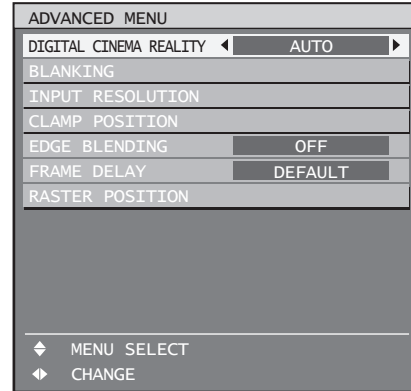 ADVANCED MENU
DIGITAL CINEMA REALITY AUTO
BLANKING
INPUT RESOLUTION
CLAMP POSITION
EDGE BLENDING OFF
FRAME DELAY DEFAULT
RASTER POSITION
MENU SELECT
CHANGE